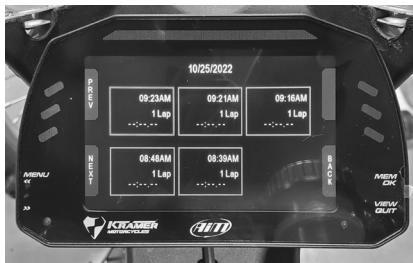 10/25/2022
PREV
09:23AM
1 Lap
--:--.--
09:21AM
1 Lap
--:--.--
09:16AM
1 Lap
--:--.--
08:48AM
1 Lap
--:--.--
08:39AM
1 Lap
--:--.--
NEXT
BACK
MENU
<<
>>
MEM
OK
VIEW
QUIT
KRAMER
MOTORCYCLES
AiM